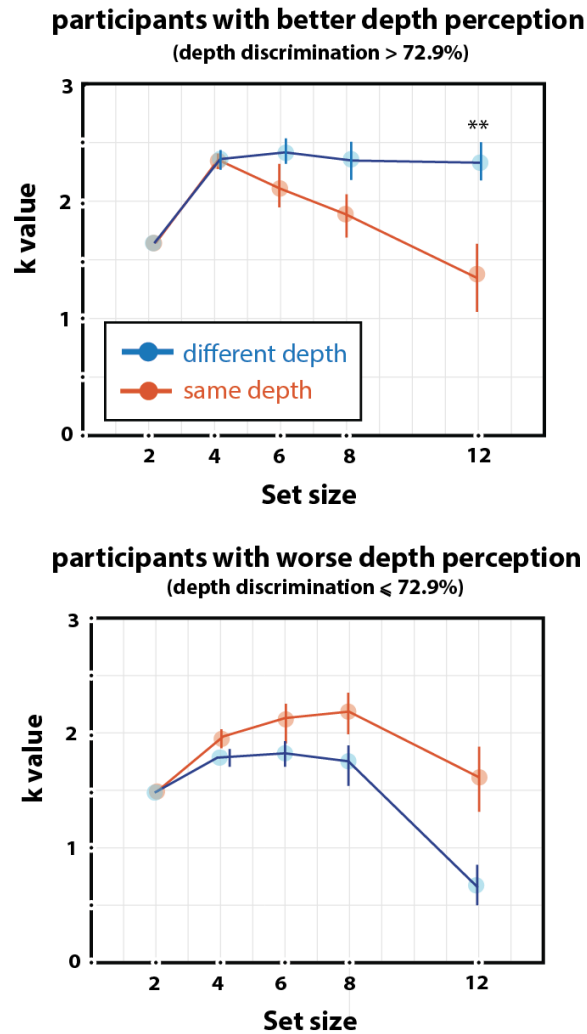 participants with better depth perception
(depth discrimination > 72.9%)
3
**
2
k value
1
different depth
same depth
0
2 4 6 8 12
Set size
participants with worse depth perception
(depth discrimination ⩽ 72.9%)
3
2
k value
1
0
2 4 6 8 12
Set size